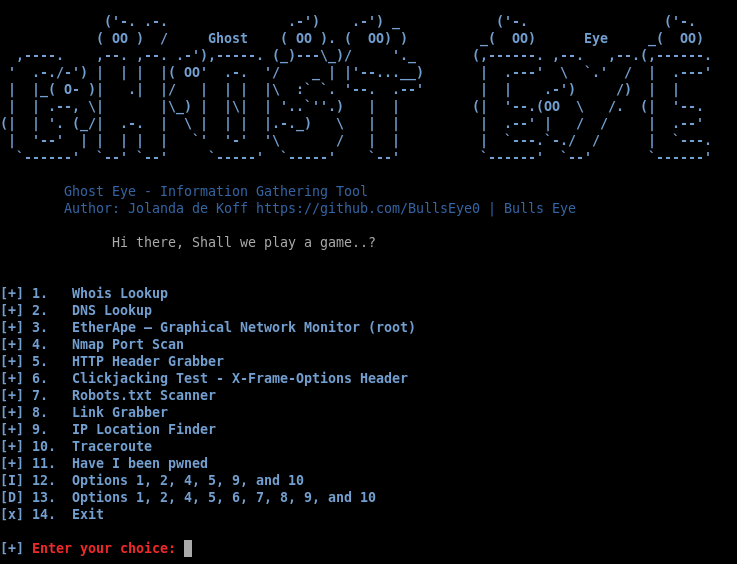 Ghost Eye
Ghost Eye - Information Gathering Tool
Author: Jolanda de Koff https://github.com/BullsEye0 | Bulls Eye
Hi there, Shall we play a game..?
[+] 1. Whois Lookup
[+] 2. DNS Lookup
[+] 3. EtherApe – Graphical Network Monitor (root)
[+] 4. Nmap Port Scan
[+] 5. HTTP Header Grabber
[+] 6. Clickjacking Test - X-Frame-Options Header
[+] 7. Robots.txt Scanner
[+] 8. Link Grabber
[+] 9. IP Location Finder
[+] 10. Traceroute
[+] 11. Have I been pwned
[I] 12. Options 1, 2, 4, 5, 9, and 10
[D] 13. Options 1, 2, 4, 5, 6, 7, 8, 9, and 10
[x] 14. Exit
[+] Enter your choice: